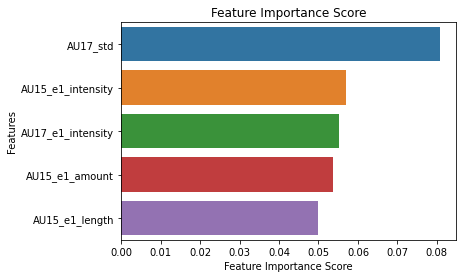 Feature Importance Score
Features
AU17_std
AU15_e1_intensity
AU17_e1_intensity
AU15_e1_amount
AU15_e1_length
0.00 0.01 0.02 0.03 0.04 0.05 0.06 0.07 0.08
Feature Importance Score